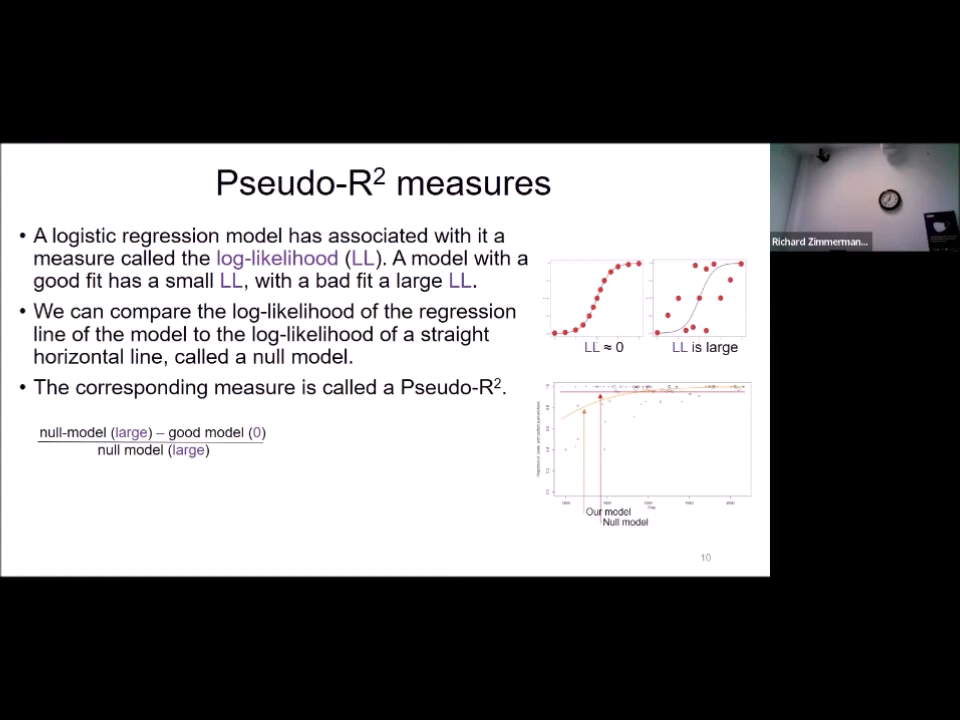 Pseudo-R² measures
• A logistic regression model has associated with it a
measure called the log-likelihood (LL). A model with a
good fit has a small LL, with a bad fit a large LL.
• We can compare the log-likelihood of the regression
line of the model to the log-likelihood of a straight
horizontal line, called a null model.
• The corresponding measure is called a Pseudo-R².
null-model (large) – good model (0)
null model (large)
LL ≈ 0
LL is large
Our model
Null model
10
Richard Zimmerman...